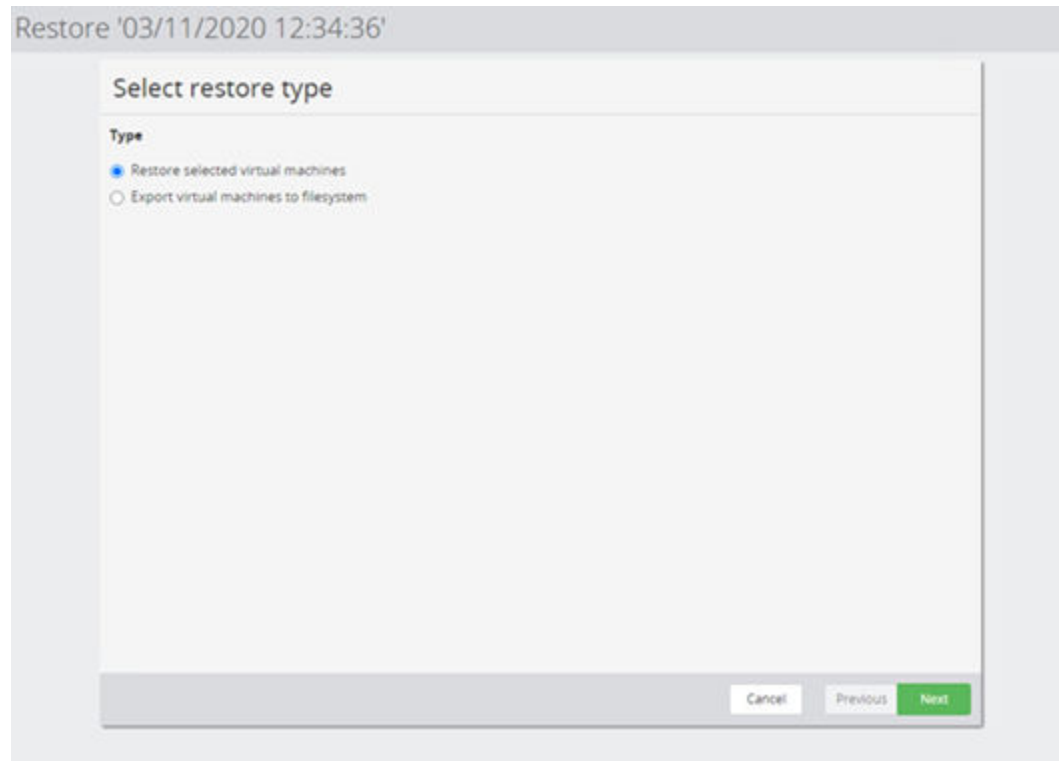 Restore '03/11/2020 12:34:36'
Select restore type
Type
Restore selected virtual machines
Export virtual machines to filesystem
Cancel Previous Next